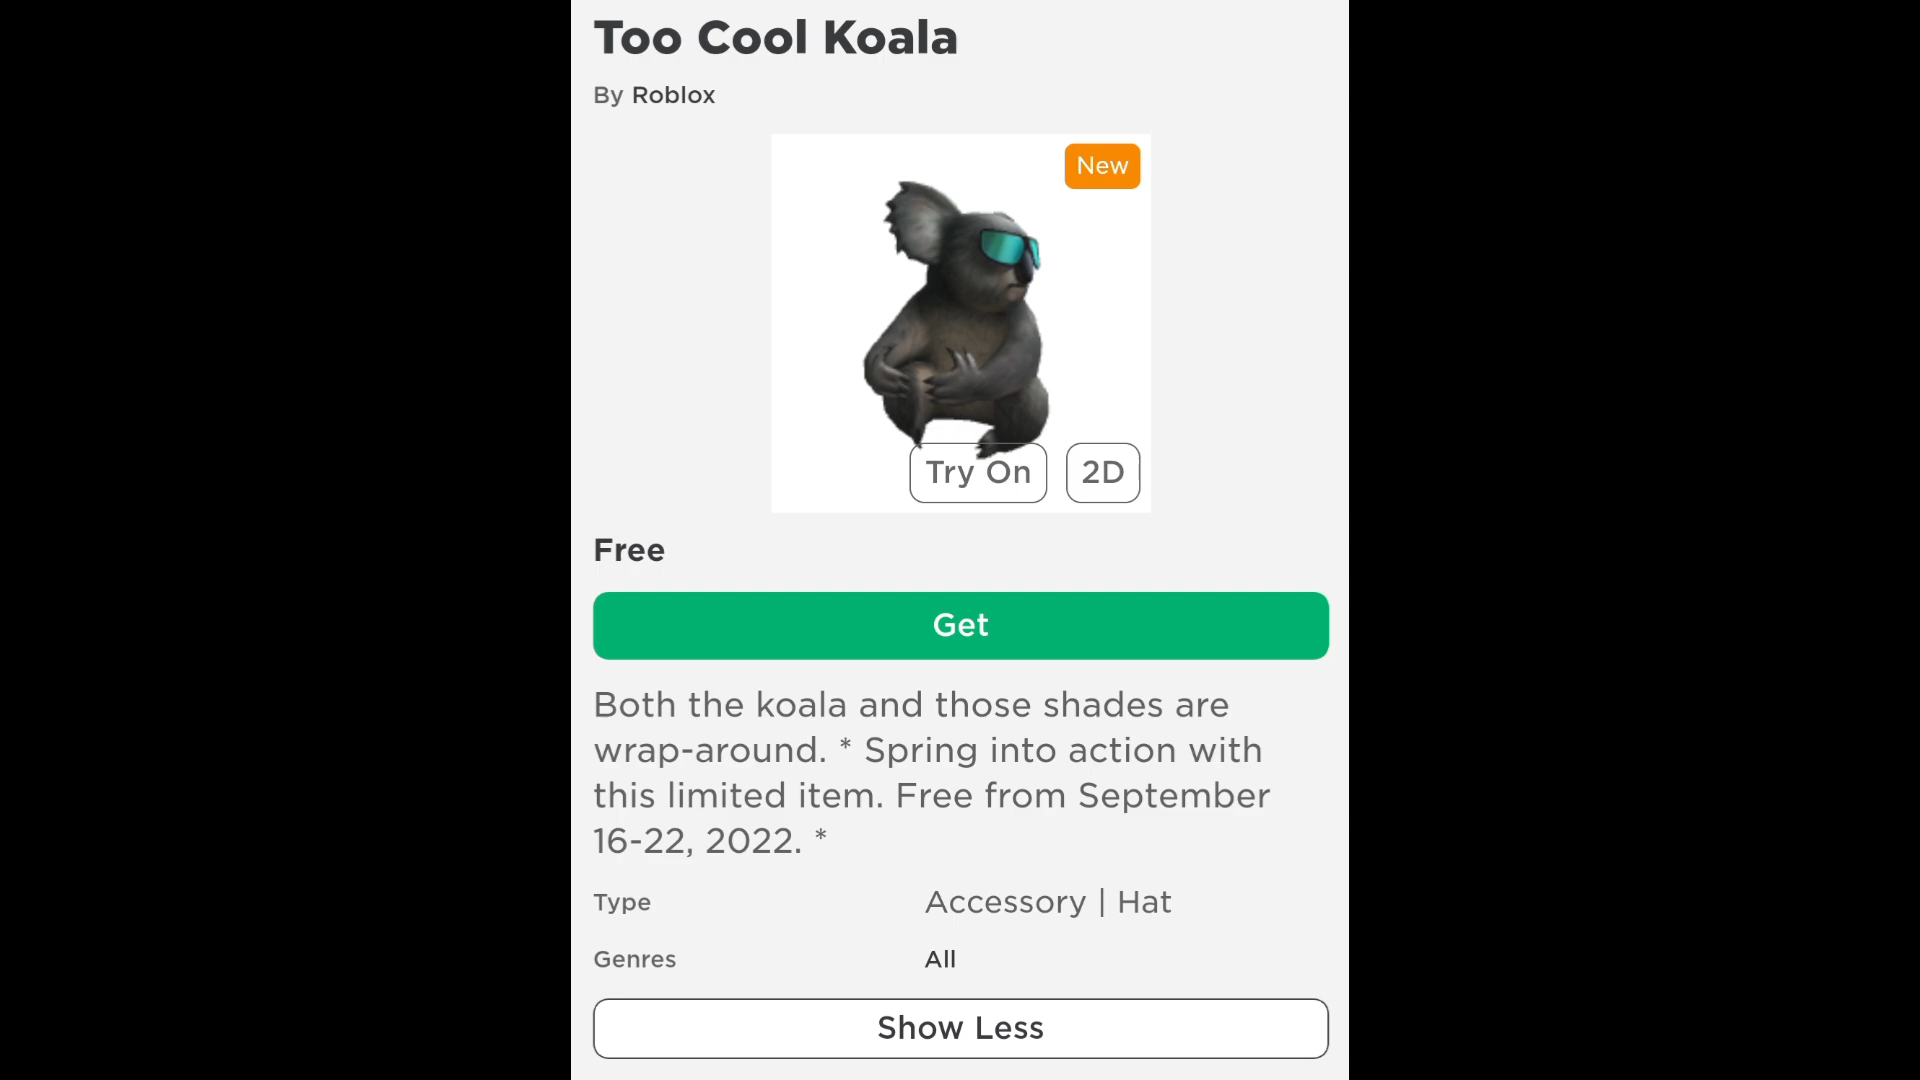 Too Cool Koala
By Roblox
New
Try On
2D
Free
Get
Both the koala and those shades are
wrap-around. * Spring into action with
this limited item. Free from September
16-22, 2022. *
Type Accessory | Hat
Genres All
Show Less